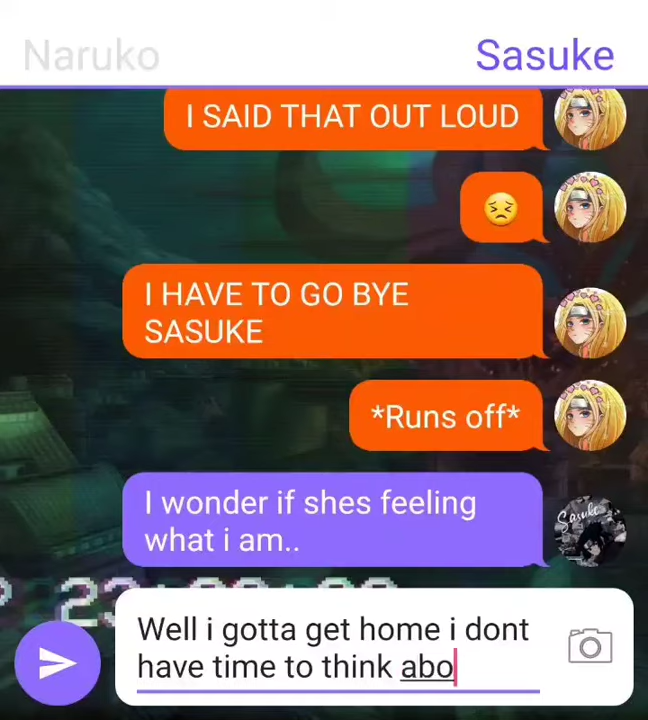 Naruko
Sasuke
I SAID THAT OUT LOUD
😣
I HAVE TO GO BYE
SASUKE
*Runs off*
I wonder if shes feeling
what i am..
Sasuke
Well i gotta get home i dont
have time to think abo